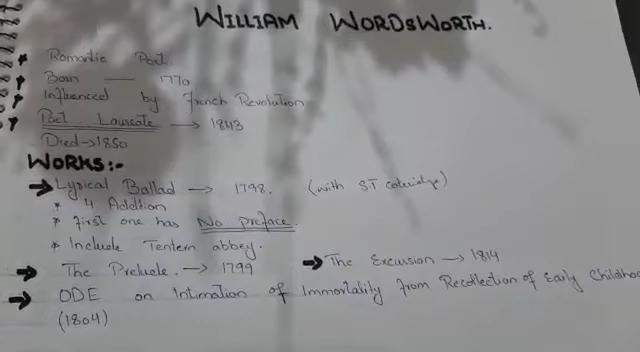 WILLIAM WORDSWORTH.
* Romantic Poet.
* Born — 1770
* Influenced by French Revolution
* Poet Laureate → 1843
Died → 1850
WORKS:-
→ Lyrical Ballad → 1798. (with ST coleridge)
* 4 Addition
* first one has No preface.
* Include Tentern abbey.
→ The Prelude. → 1799 → The Excusion → 1814
→ ODE on Intimation of Immortality from Recollection of Early Childhoo
(1804)